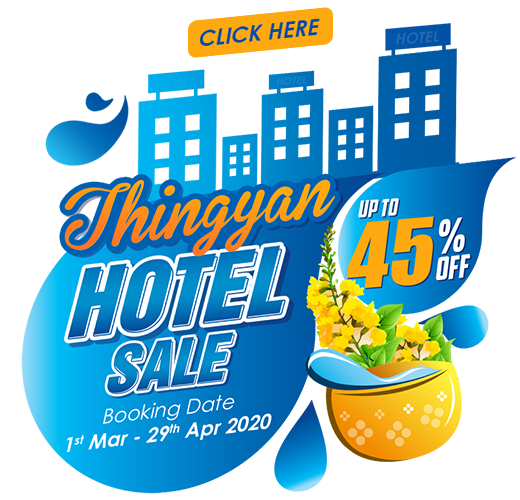 CLICK HERE
HOTEL
HOTEL
Thingyan
HOTEL
SALE
UP TO
45% OFF
Booking Date
1st Mar - 29th Apr 2020